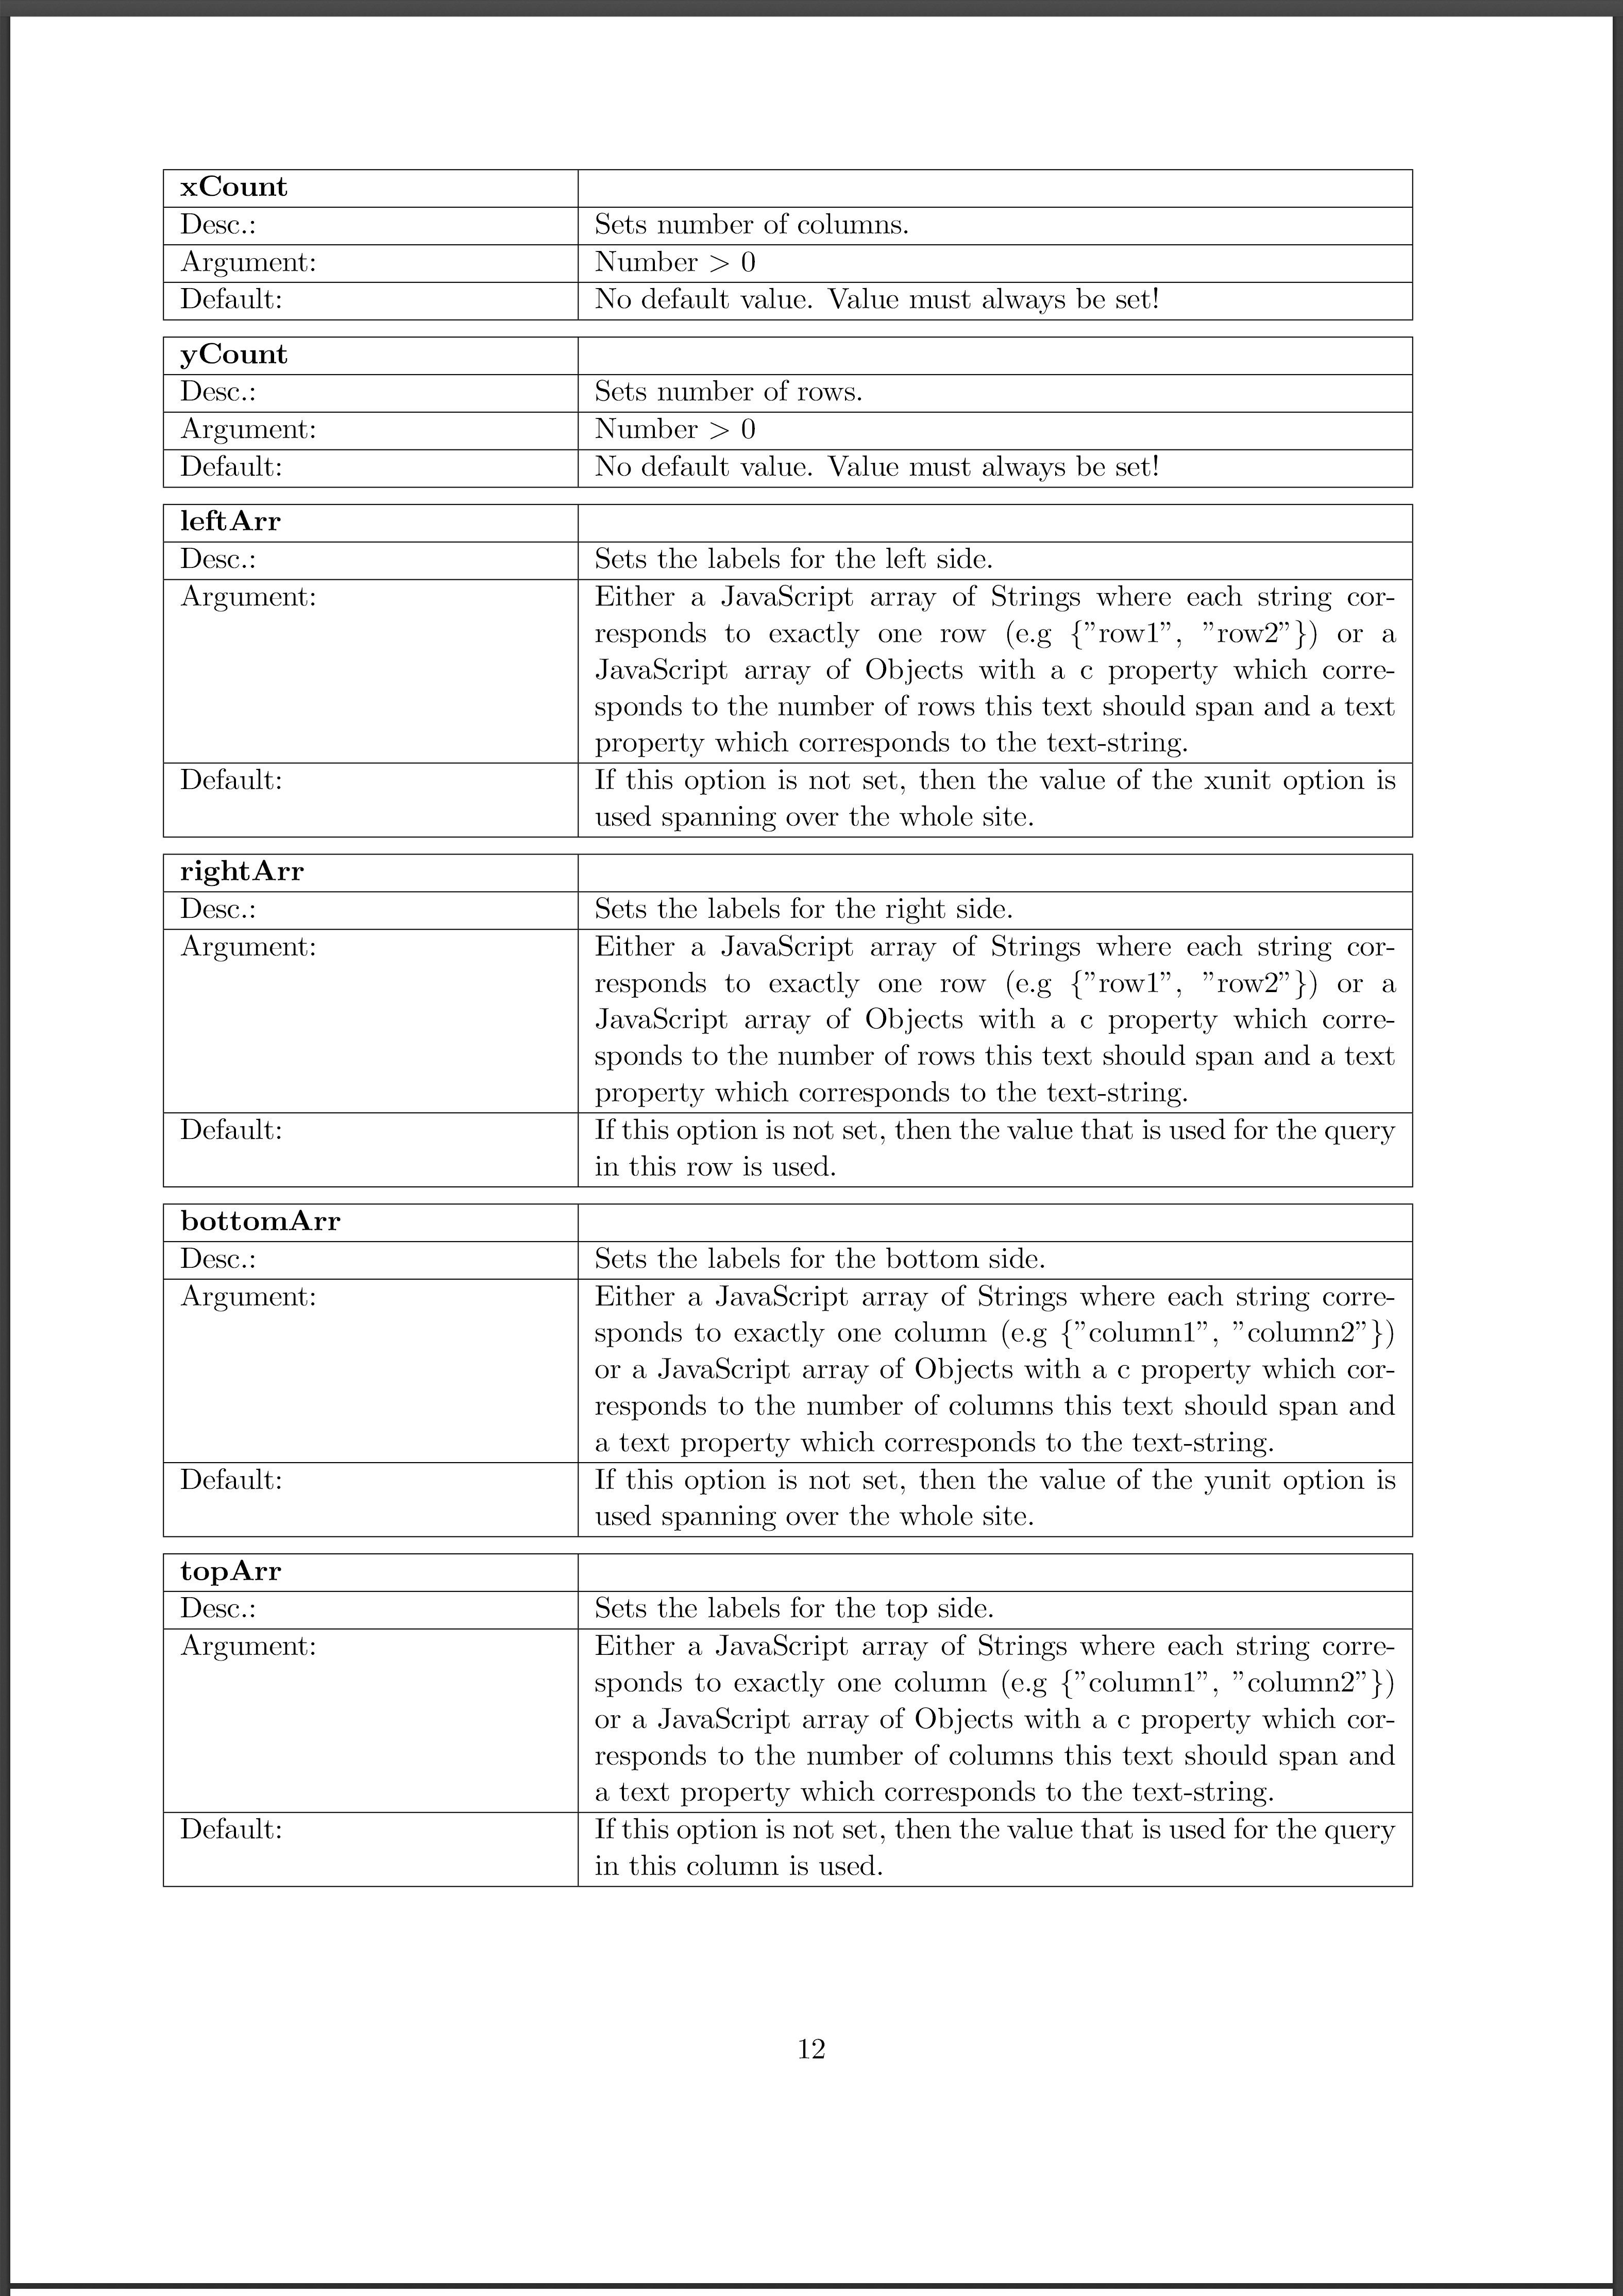 xCount
Desc.: Sets number of columns.
Argument: Number > 0
Default: No default value. Value must always be set!
yCount
Desc.: Sets number of rows.
Argument: Number > 0
Default: No default value. Value must always be set!
leftArr
Desc.: Sets the labels for the left side.
Argument: Either a JavaScript array of Strings where each string cor-
responds to exactly one row (e.g {”row1”, ”row2”}) or a
JavaScript array of Objects with a c property which corre-
sponds to the number of rows this text should span and a text
property which corresponds to the text-string.
Default: If this option is not set, then the value of the xunit option is
used spanning over the whole site.
rightArr
Desc.: Sets the labels for the right side.
Argument: Either a JavaScript array of Strings where each string cor-
responds to exactly one row (e.g {”row1”, ”row2”}) or a
JavaScript array of Objects with a c property which corre-
sponds to the number of rows this text should span and a text
property which corresponds to the text-string.
Default: If this option is not set, then the value that is used for the query
in this row is used.
bottomArr
Desc.: Sets the labels for the bottom side.
Argument: Either a JavaScript array of Strings where each string corre-
sponds to exactly one column (e.g {”column1”, ”column2”})
or a JavaScript array of Objects with a c property which cor-
responds to the number of columns this text should span and
a text property which corresponds to the text-string.
Default: If this option is not set, then the value of the yunit option is
used spanning over the whole site.
topArr
Desc.: Sets the labels for the top side.
Argument: Either a JavaScript array of Strings where each string corre-
sponds to exactly one column (e.g {”column1”, ”column2”})
or a JavaScript array of Objects with a c property which cor-
responds to the number of columns this text should span and
a text property which corresponds to the text-string.
Default: If this option is not set, then the value that is used for the query
in this column is used.
12